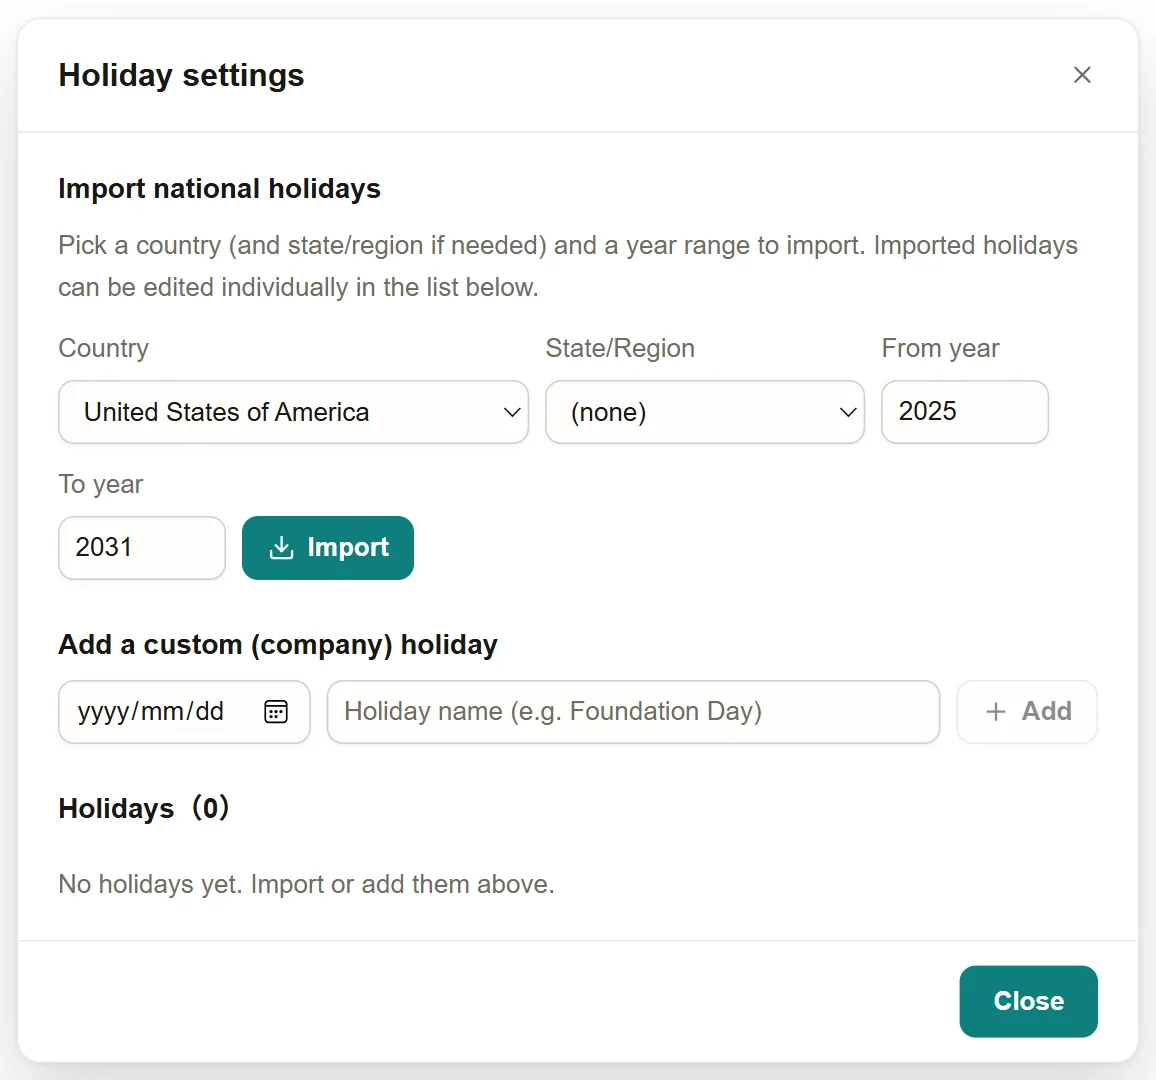 Holiday settings
Import national holidays
Pick a country (and state/region if needed) and a year range to import. Imported holidays
can be edited individually in the list below.
Country
State/Region
From year
United States of America
(none)
2025
To year
2031
Import
Add a custom (company) holiday
yyyy/mm/dd
Holiday name (e.g. Foundation Day)
Add
Holidays（0）
No holidays yet. Import or add them above.
Close